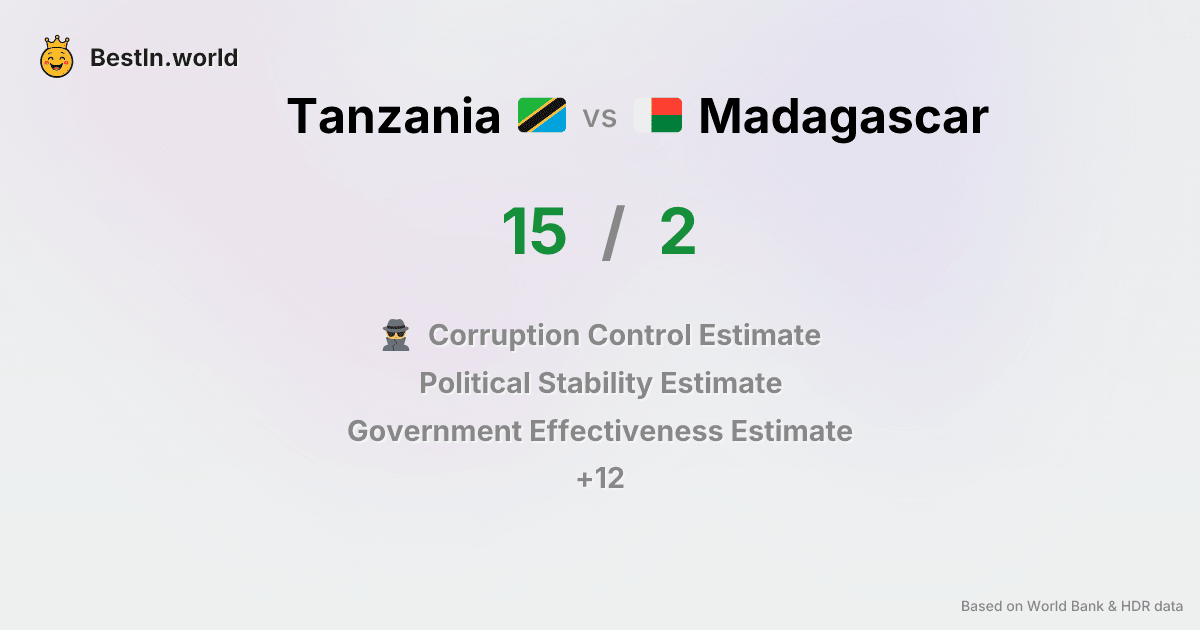 BestIn.world
Tanzania vs Madagascar
15 / 2
Corruption Control Estimate
Political Stability Estimate
Government Effectiveness Estimate
+12
Based on World Bank & HDR data